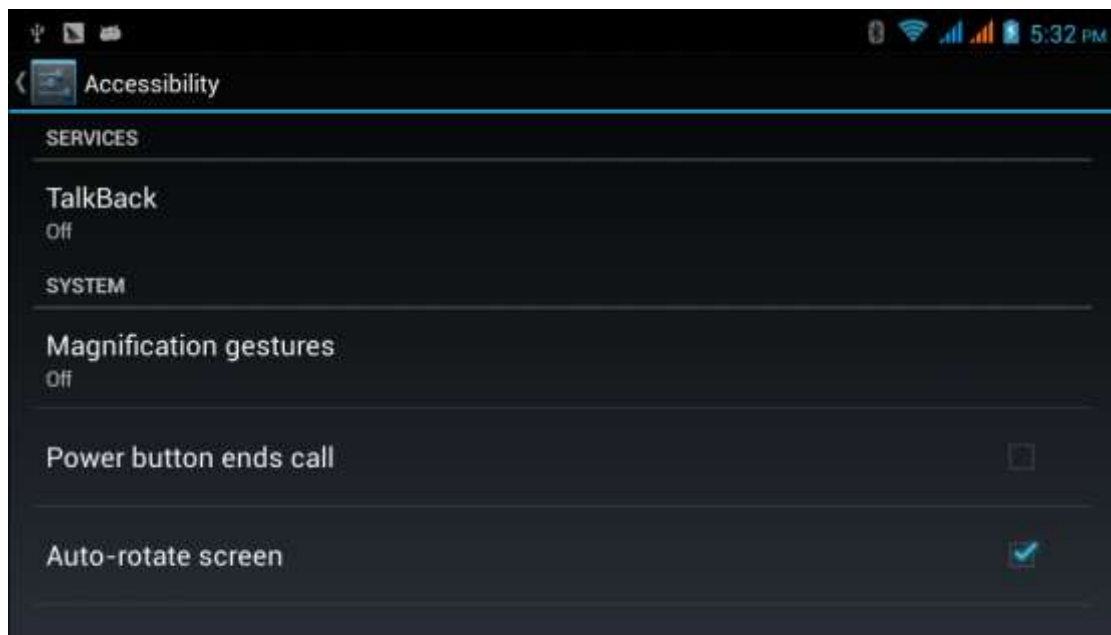 5:32 PM
Accessibility
SERVICES
TalkBack
Off
SYSTEM
Magnification gestures
Off
Power button ends call
Auto-rotate screen